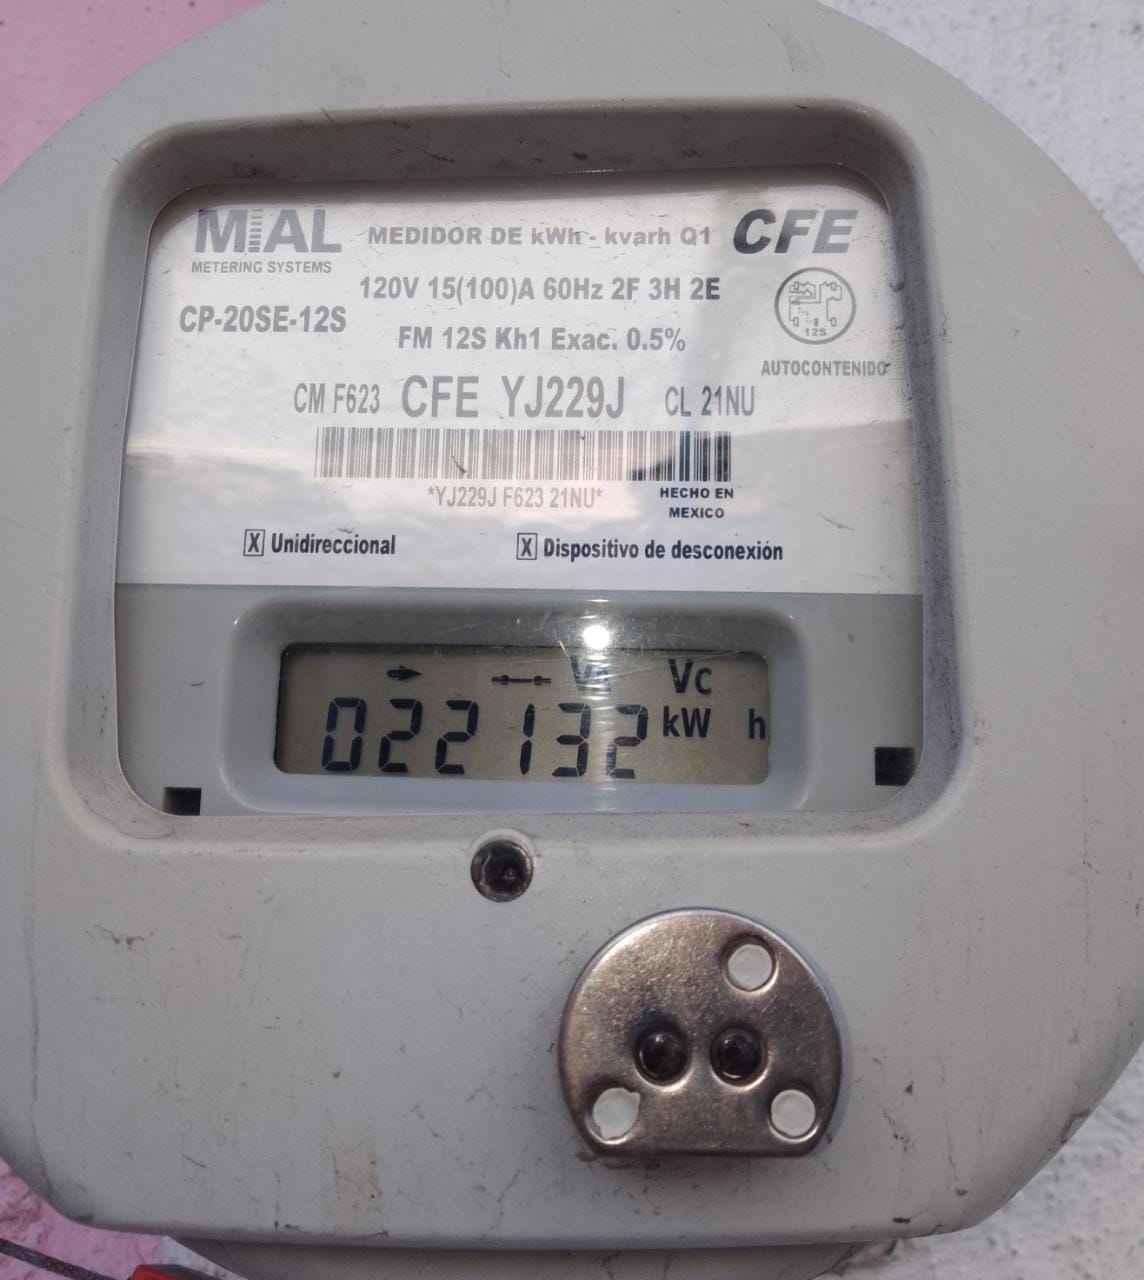 MIAL
METERING SYSTEMS
MEDIDOR DE kWh - kvarh Q1
CFE
120V 15(100)A 60Hz 2F 3H 2E
CP-20SE-12S
FM 12S Kh1 Exac. 0.5%
12S
AUTOCONTENIDO
CM F623 CFE YJ229J CL 21NU
*YJ229J F623 21NU*
HECHO EN
MEXICO
X Unidireccional
X Dispositivo de desconexión
Vc
022132 kW h